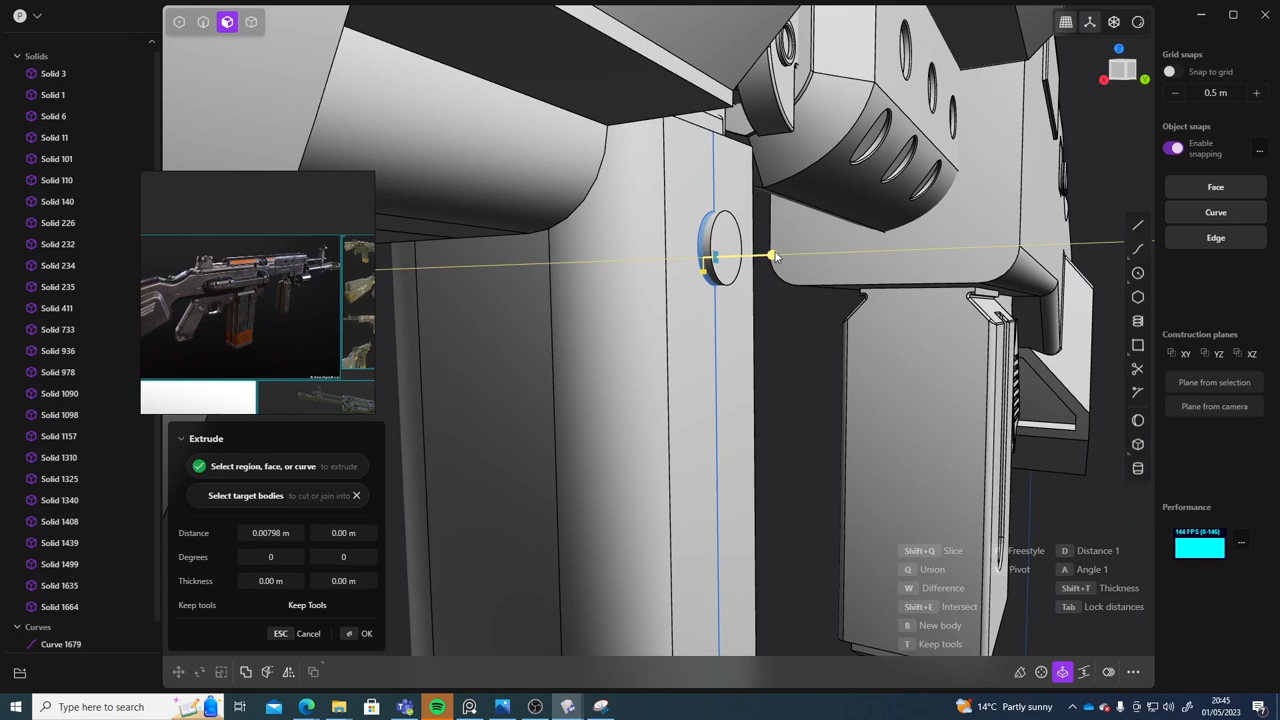 P
Solids
Solid 3
Solid 1
Solid 6
Solid 11
Solid 101
Solid 110
Solid 140
Solid 226
Solid 232
Solid 234
Solid 235
Solid 411
Solid 733
Solid 936
Solid 978
Solid 1090
Solid 1098
Solid 1157
Solid 1310
Solid 1325
Solid 1340
Solid 1408
Solid 1439
Solid 1499
Solid 1635
Solid 1664
Curves
Curve 1679
Extrude
Select region, face, or curve to extrude
Select target bodies to cut or join into
Distance 0.00798 m 0.00 m
Degrees 0 0
Thickness 0.00 m 0.00 m
Keep tools Keep Tools
ESC Cancel OK
Shift+Q Slice Freestyle D Distance 1
Q Union Pivot A Angle 1
W Difference Shift+T Thickness
Shift+E Intersect Tab Lock distances
B New body
T Keep tools
Z
X
Y
Grid snaps
Snap to grid
0.5 m
Object snaps
Enable
snapping
...
Face
Curve
Edge
Construction planes
XY YZ XZ
Plane from selection
Plane from camera
Performance
144 FPS (0-146)
...
Type here to search
14°C Partly sunny
20:45
01/05/2023